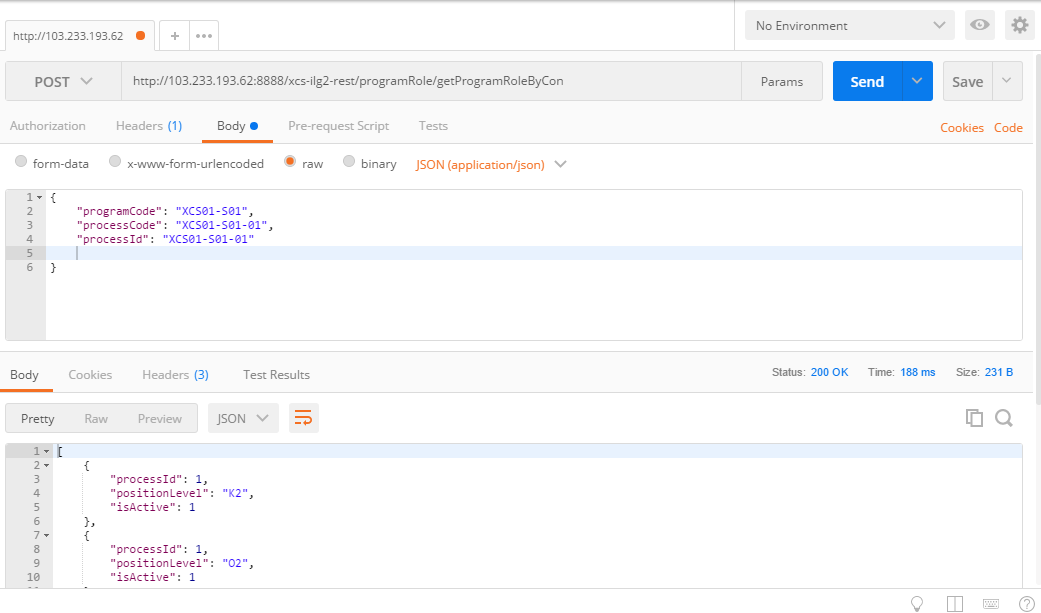 http://103.233.193.62
No Environment
POST
http://103.233.193.62:8888/xcs-ilg2-rest/programRole/getProgramRoleByCon
Params
Send
Save
Authorization
Headers (1)
Body
Pre-request Script
Tests
Cookies
Code
form-data
x-www-form-urlencoded
raw
binary
JSON (application/json)
1 {
2 "programCode": "XCS01-S01",
3 "processCode": "XCS01-S01-01",
4 "processId": "XCS01-S01-01"
5
6 }
Body
Cookies
Headers (3)
Test Results
Status: 200 OK
Time: 188 ms
Size: 231 B
Pretty
Raw
Preview
JSON
1 [
2 {
3 "processId": 1,
4 "positionLevel": "K2",
5 "isActive": 1
6 },
7 {
8 "processId": 1,
9 "positionLevel": "O2",
10 "isActive": 1